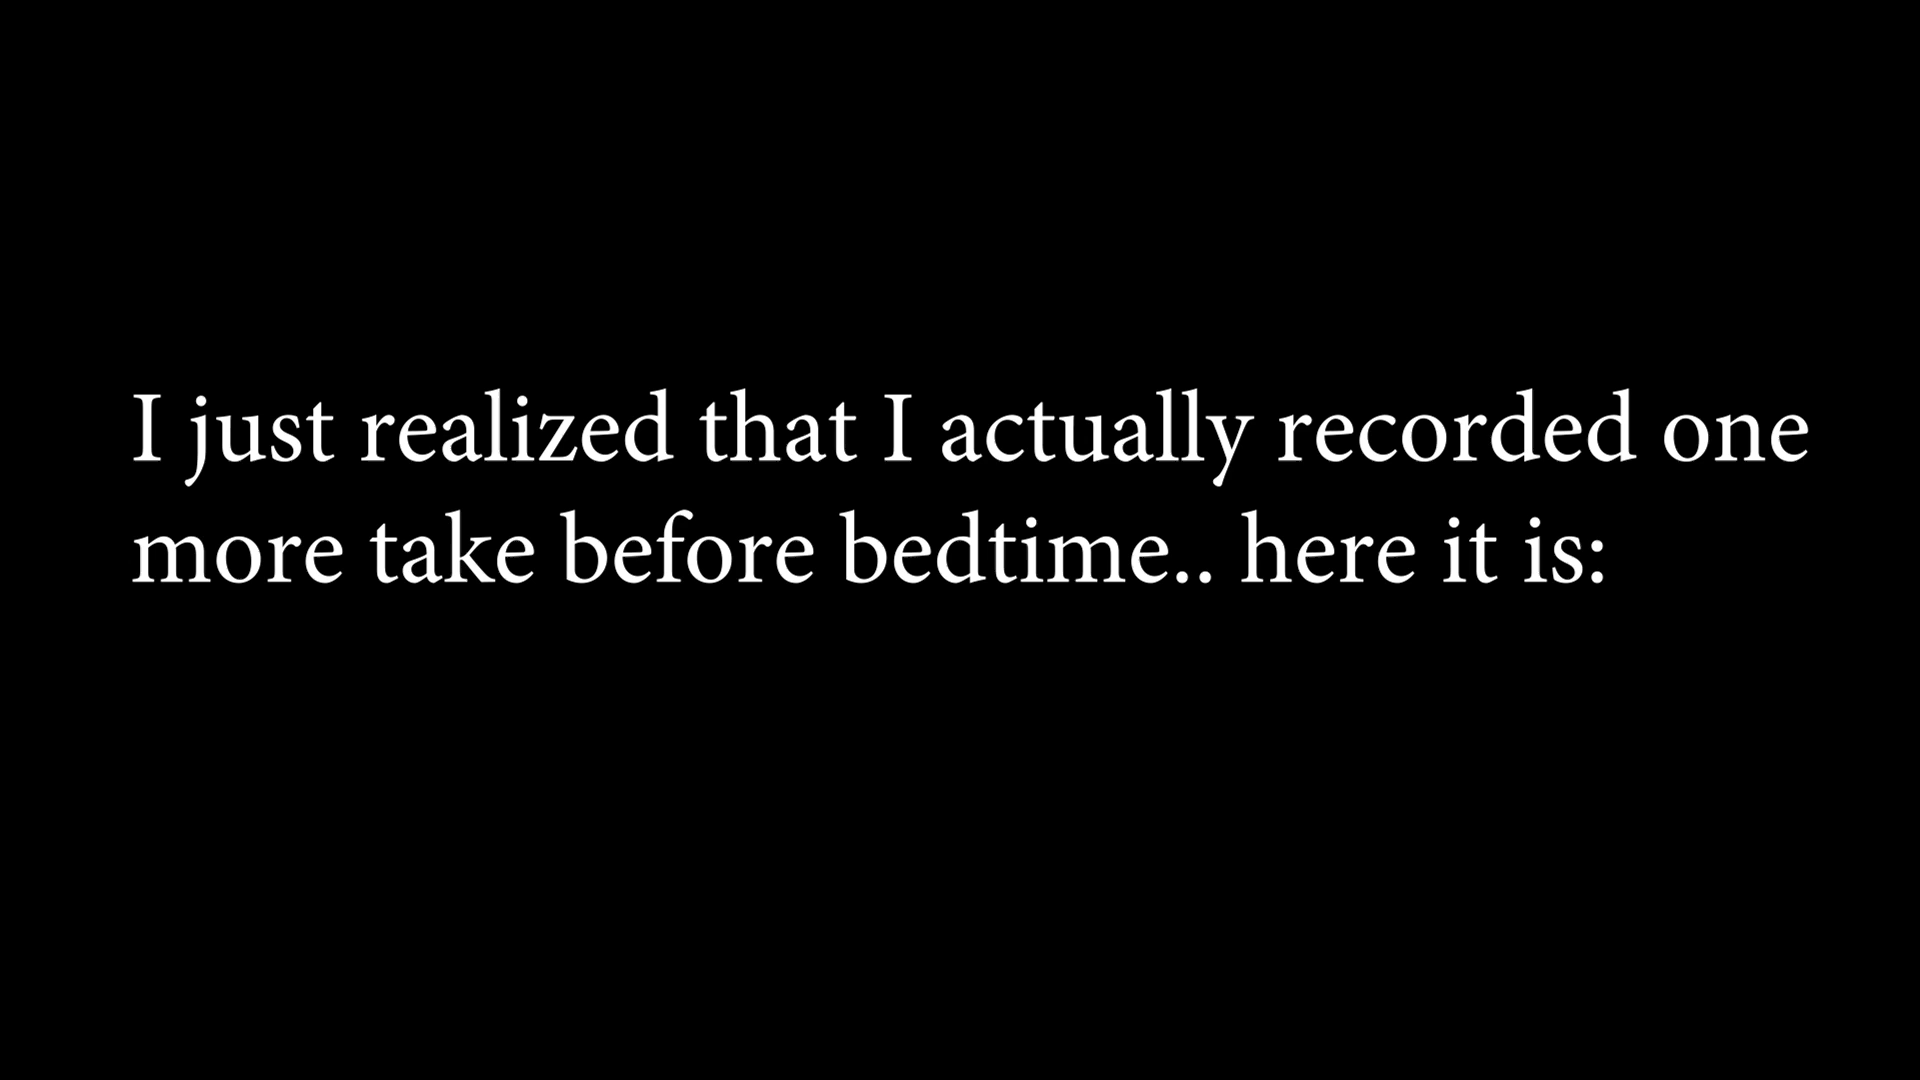 I just realized that I actually recorded one
more take before bedtime.. here it is: